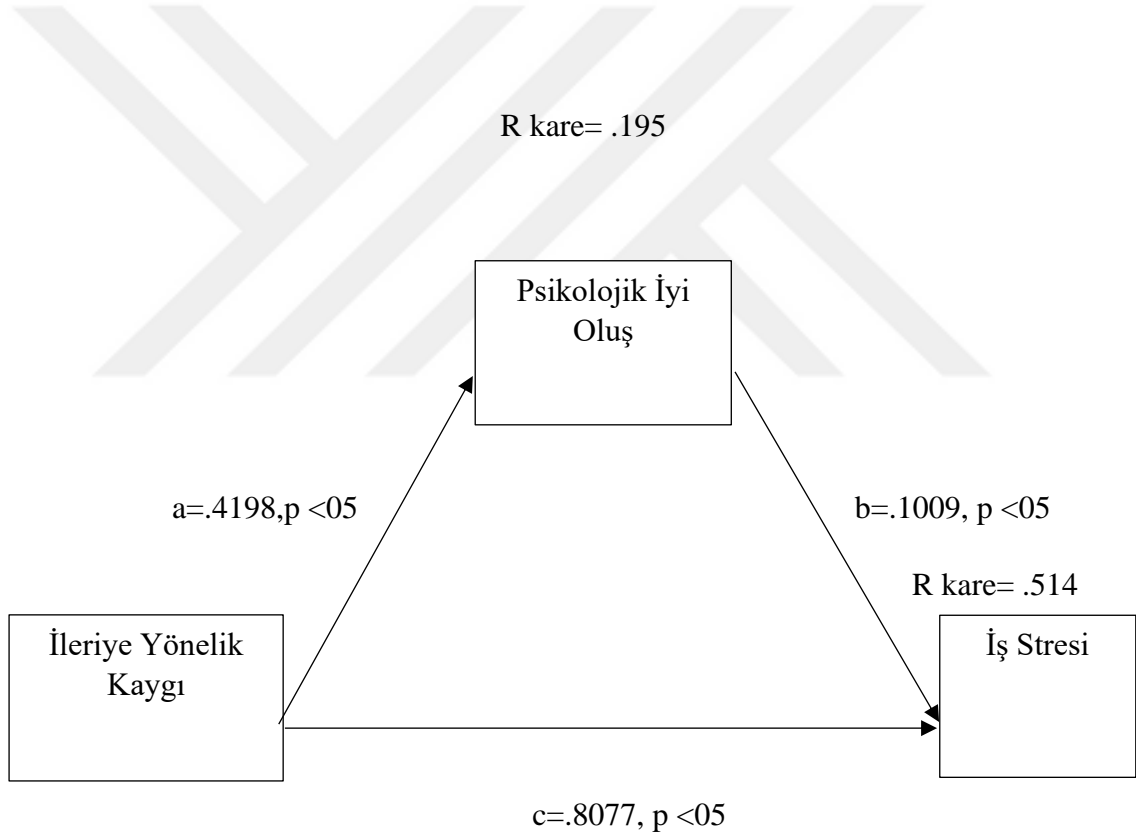 R kare= .195
Psikolojik İyi
Oluş
a=.4198,p <05
b=.1009, p <05
R kare= .514
İleriye Yönelik
Kaygı
İş Stresi
c=.8077, p <05